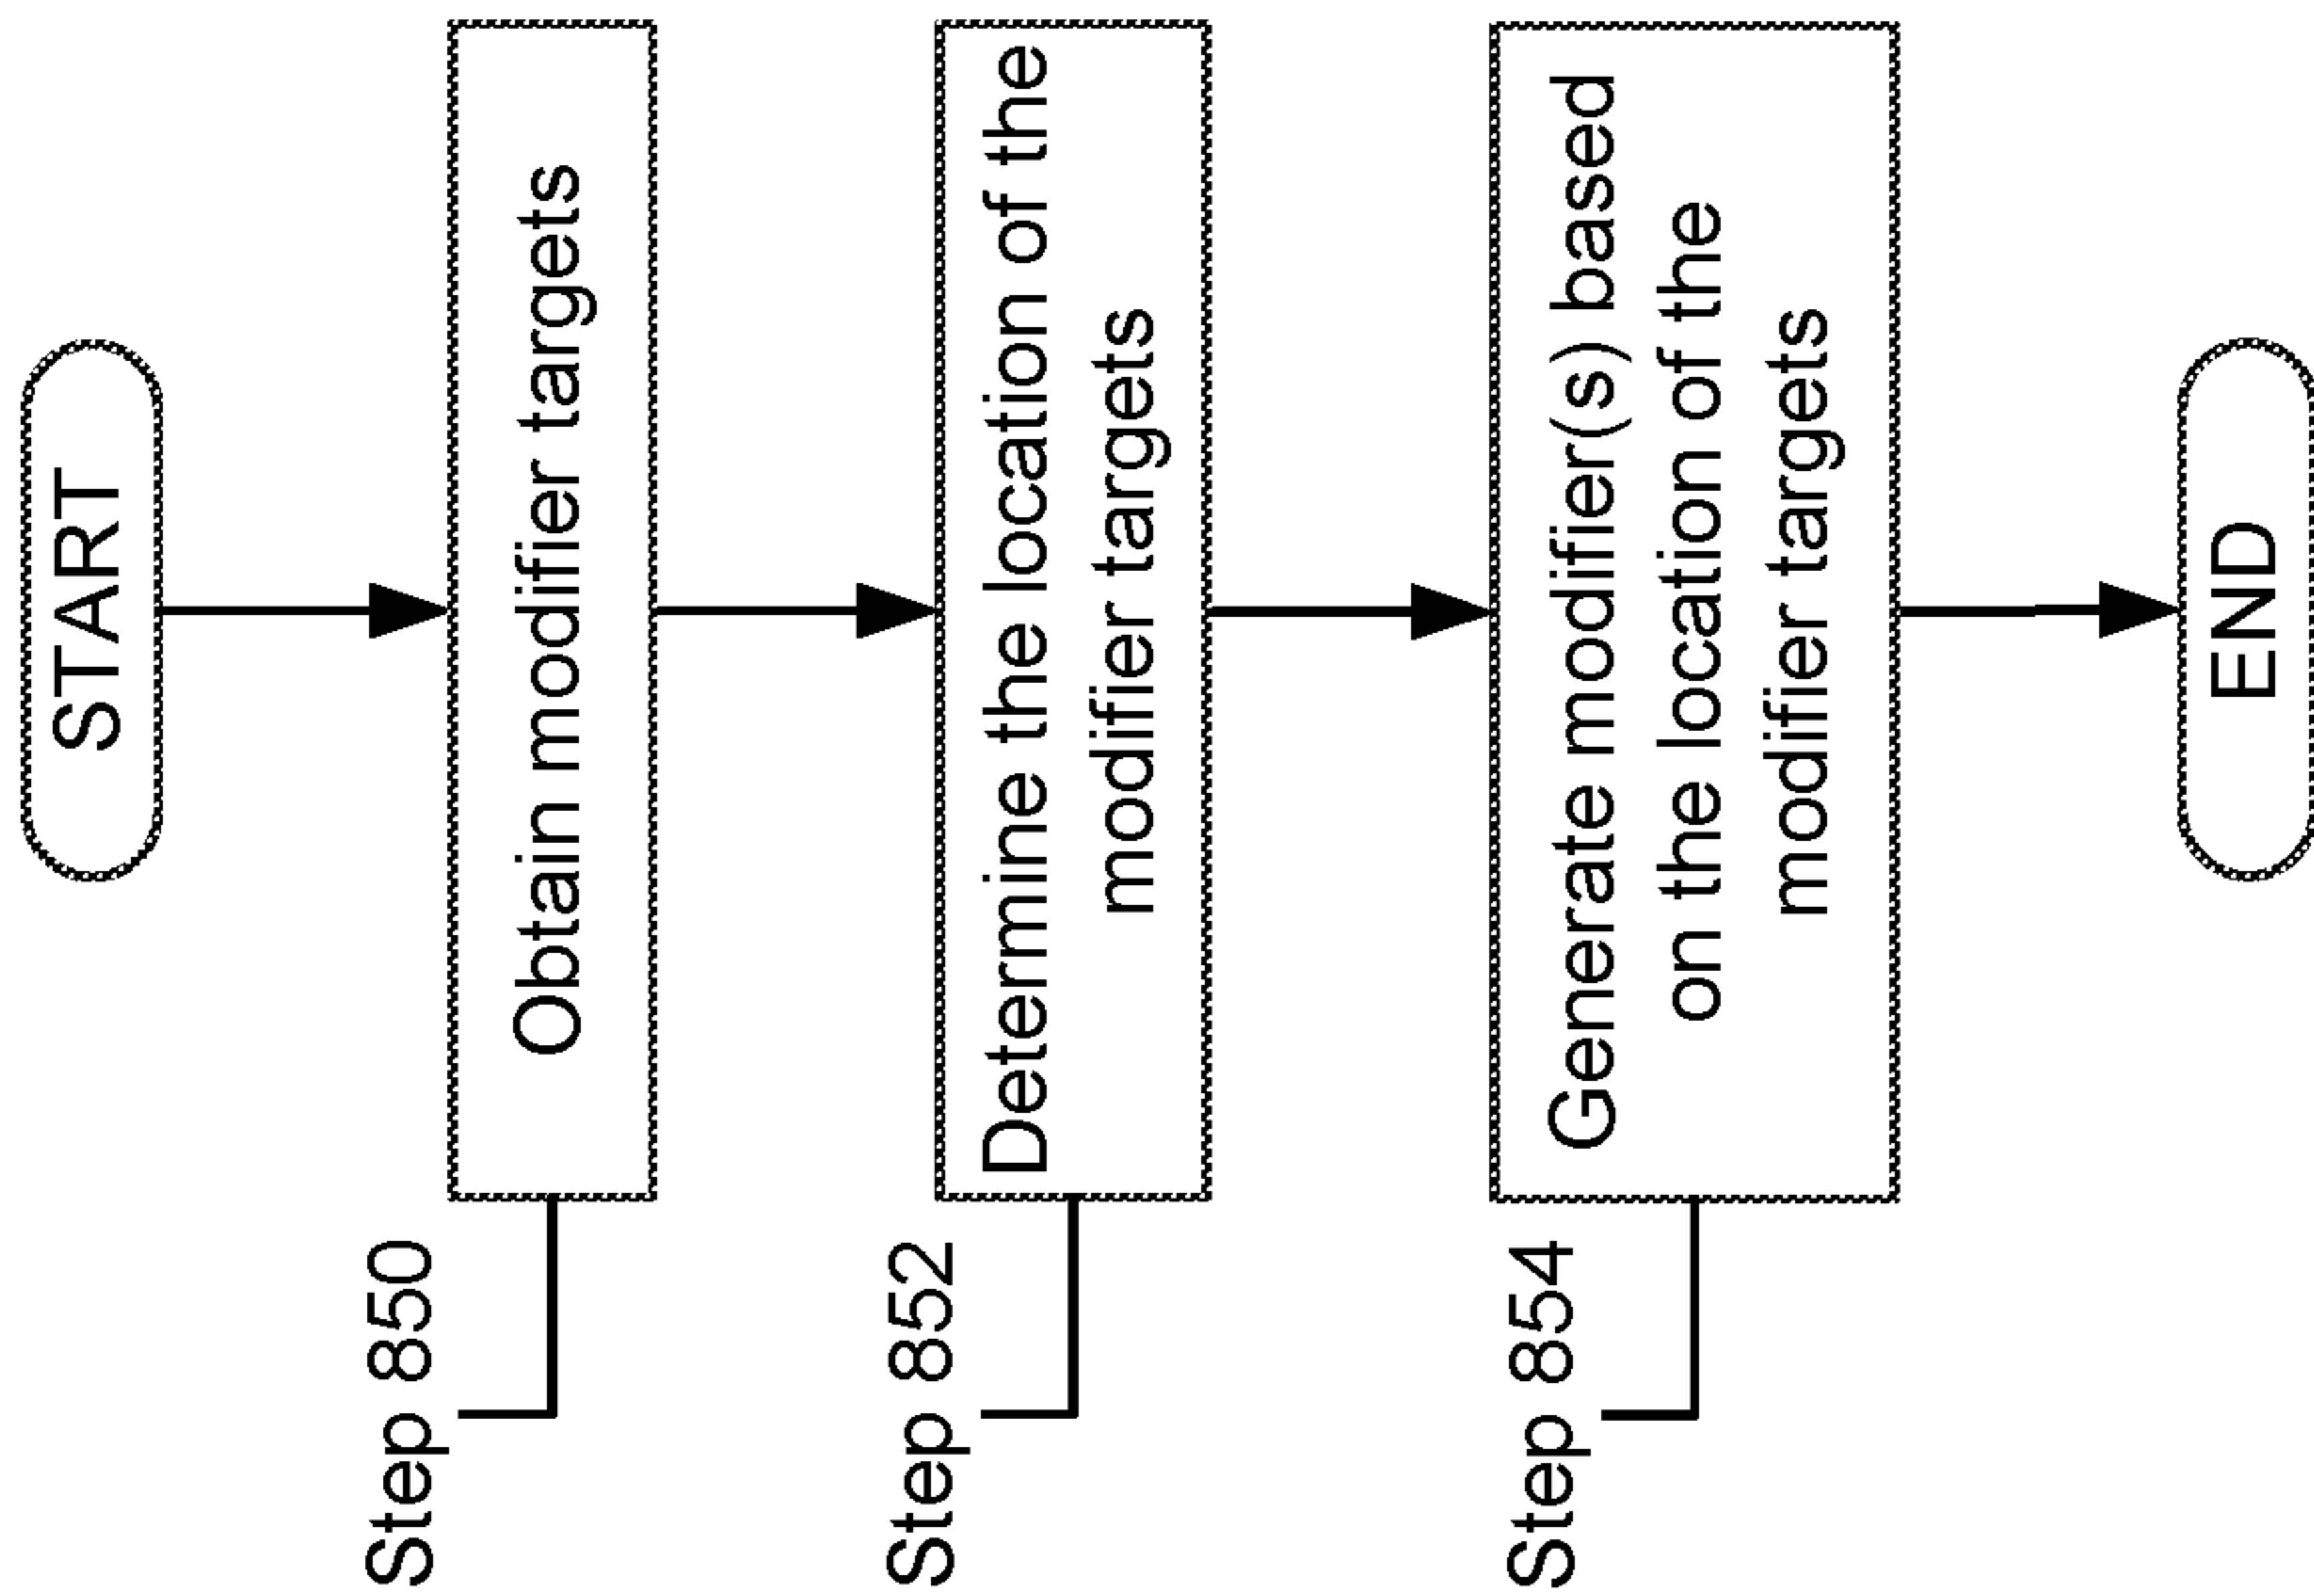 START
Step 850
Obtain modifier targets
Step 852
Determine the location of the
modifier targets
Step 854
Generate modifier(s) based
on the location of the
modifier targets
END